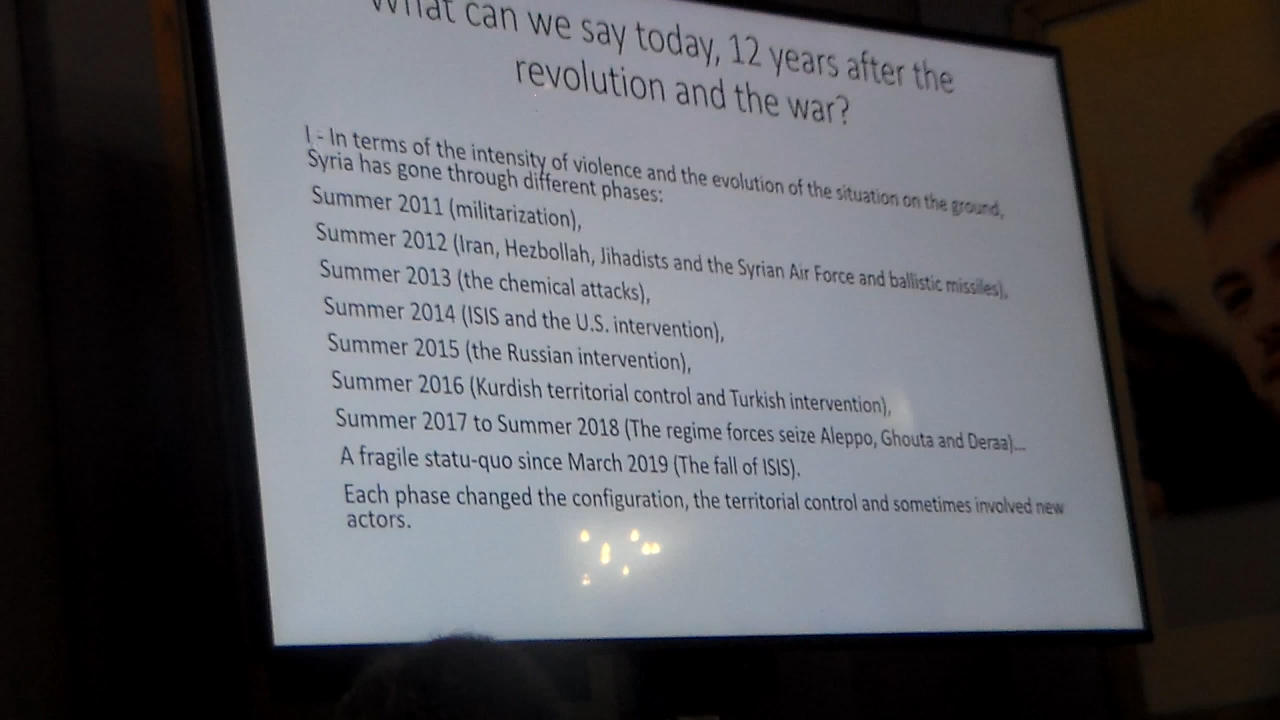 What can we say today, 12 years after the
revolution and the war?
I - In terms of the intensity of violence and the evolution of the situation on the ground,
Syria has gone through different phases:
Summer 2011 (militarization),
Summer 2012 (Iran, Hezbollah, Jihadists and the Syrian Air Force and ballistic missiles),
Summer 2013 (the chemical attacks),
Summer 2014 (ISIS and the U.S. intervention),
Summer 2015 (the Russian intervention),
Summer 2016 (Kurdish territorial control and Turkish intervention),
Summer 2017 to Summer 2018 (The regime forces seize Aleppo, Ghouta and Deraa)...
A fragile statu-quo since March 2019 (The fall of ISIS).
Each phase changed the configuration, the territorial control and sometimes involved new
actors.